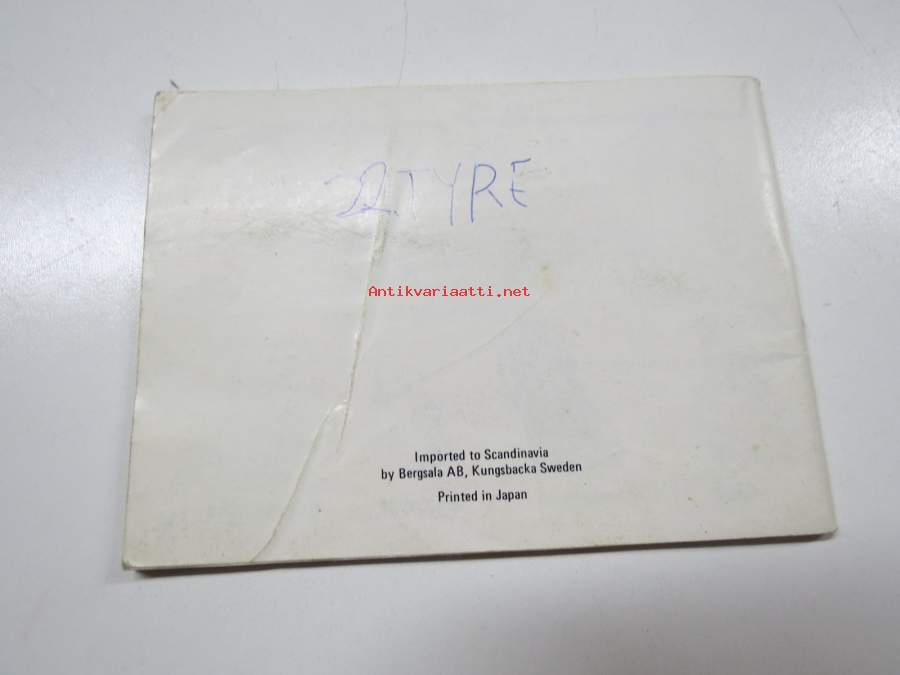 TYRE
Antikvariaatti.net
Imported to Scandinavia
by Bergsala AB, Kungsbacka Sweden
Printed in Japan